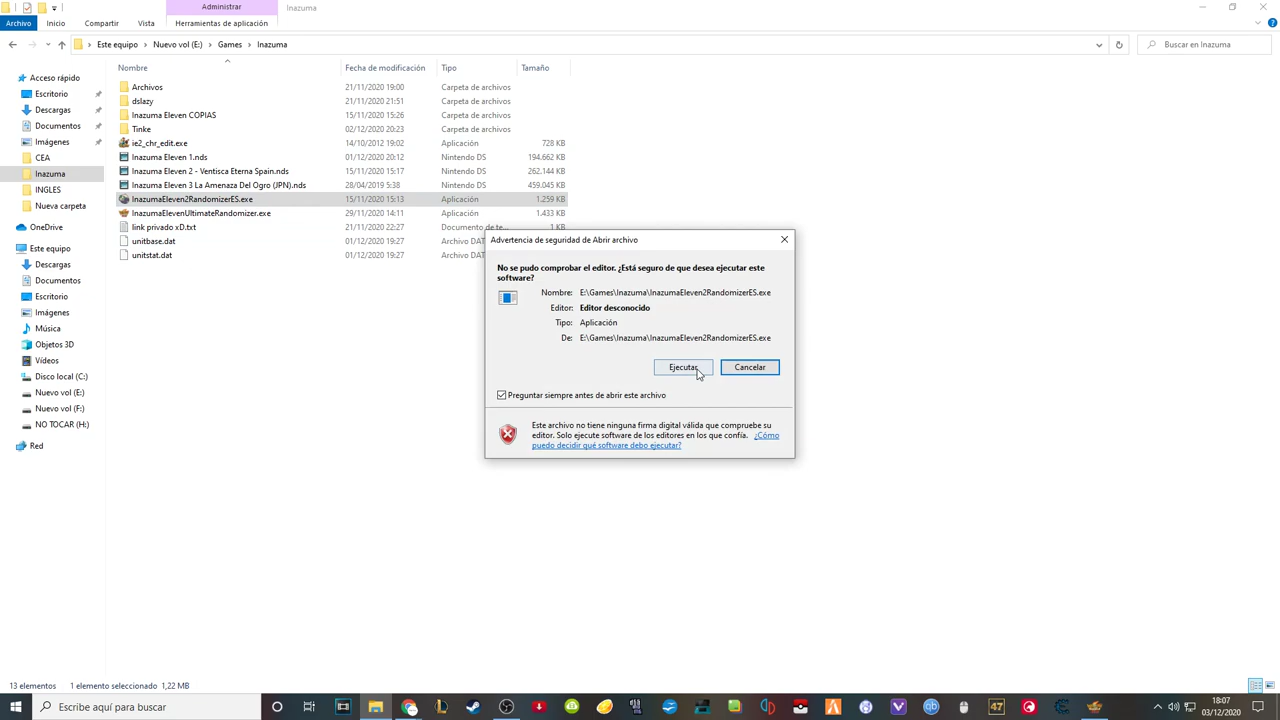 Administrar
Inazuma
Archivo
Inicio
Compartir
Vista
Herramientas de aplicación
Este equipo
Nuevo vol (E:)
Games
Inazuma
Buscar en Inazuma
Nombre
Fecha de modificación
Tipo
Tamaño
Acceso rápido
Escritorio
Descargas
Documentos
Imágenes
CEA
Inazuma
INGLES
Nueva carpeta
OneDrive
Este equipo
Descargas
Documentos
Escritorio
Imágenes
Música
Objetos 3D
Vídeos
Disco local (C:)
Nuevo vol (E:)
Nuevo vol (F:)
NO TOCAR (H:)
Red
Archivos 21/11/2020 19:00 Carpeta de archivos
dslazy 21/11/2020 21:51 Carpeta de archivos
Inazuma Eleven COPIAS 15/11/2020 15:26 Carpeta de archivos
Tinke 02/12/2020 20:23 Carpeta de archivos
ie2_chr_edit.exe 14/10/2012 19:02 Aplicación 728 KB
Inazuma Eleven 1.nds 01/12/2020 20:12 Nintendo DS 194.662 KB
Inazuma Eleven 2 - Ventisca Eterna Spain.nds 15/11/2020 15:17 Nintendo DS 262.144 KB
Inazuma Eleven 3 La Amenaza Del Ogro (JPN).nds 28/04/2019 5:38 Nintendo DS 459.045 KB
InazumaEleven2RandomizerES.exe 15/11/2020 15:13 Aplicación 1.259 KB
InazumaElevenUltimateRandomizer.exe 29/11/2020 14:11 Aplicación 1.433 KB
link privado xD.txt 21/11/2020 22:27 Documento de te... 1 KB
unitbase.dat 01/12/2020 19:27 Archivo DAT
unitstat.dat 01/12/2020 19:27 Archivo DAT
Advertencia de seguridad de Abrir archivo
No se pudo comprobar el editor. ¿Está seguro de que desea ejecutar este
software?
Nombre: E:\Games\Inazuma\InazumaEleven2RandomizerES.exe
Editor: Editor desconocido
Tipo: Aplicación
De: E:\Games\Inazuma\InazumaEleven2RandomizerES.exe
Ejecutar
Cancelar
Preguntar siempre antes de abrir este archivo
Este archivo no tiene ninguna firma digital válida que compruebe su
editor. Solo ejecute software de los editores en los que confía. ¿Cómo
puedo decidir qué software debo ejecutar?
13 elementos
1 elemento seleccionado 1,22 MB
Escribe aquí para buscar
47
18:07
03/12/2020